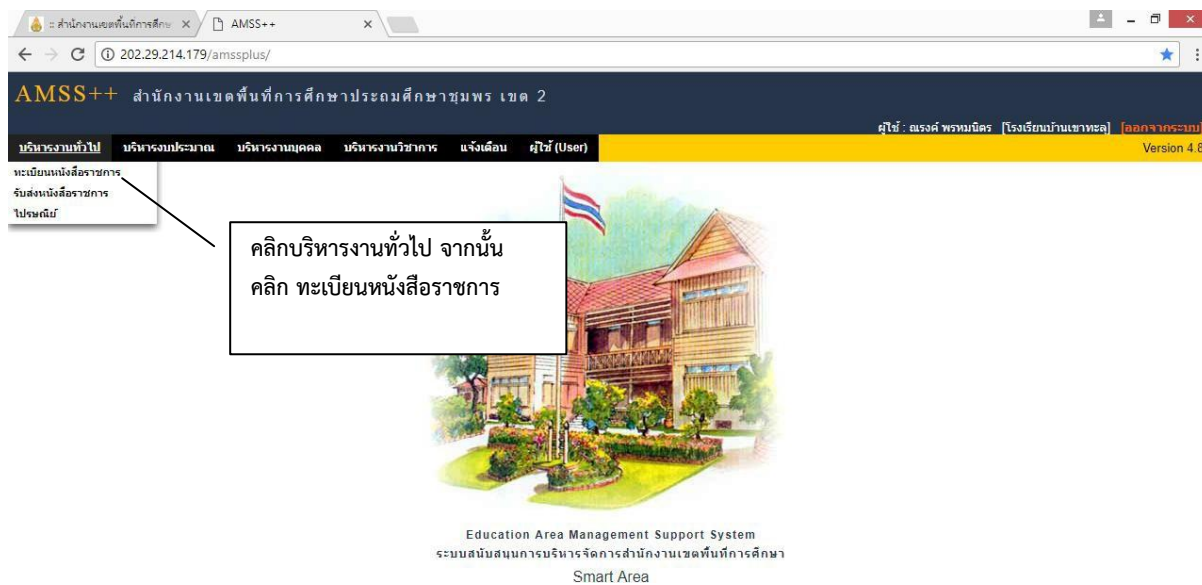 :: สำนักงานเขตพื้นที่การศึกษ
AMSS++
202.29.214.179/amssplus/
AMSS++ สำนักงานเขตพื้นที่การศึกษาประถมศึกษาชุมพร เขต 2
ผู้ใช้ : ณรงค์ พรหมนิตร [โรงเรียนบ้านเขาทะลุ] [ออกจากระบบ]
บริหารงานทั่วไป บริหารงบประมาณ บริหารงานบุคคล บริหารงานวิชาการ แจ้งเตือน ผู้ใช้ (User) Version 4.8
ทะเบียนหนังสือราชการ
รับส่งหนังสือราชการ
ไปรษณีย์
คลิกบริหารงานทั่วไป จากนั้น
คลิก ทะเบียนหนังสือราชการ
Education Area Management Support System
ระบบสนับสนุนการบริหารจัดการสำนักงานเขตพื้นที่การศึกษา
Smart Area